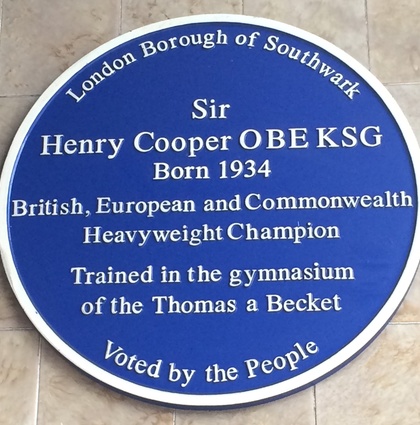 London Borough of Southwark
Sir
Henry Cooper OBE KSG
Born 1934
British, European and Commonwealth
Heavyweight Champion
Trained in the gymnasium
of the Thomas a Becket
Voted by the People